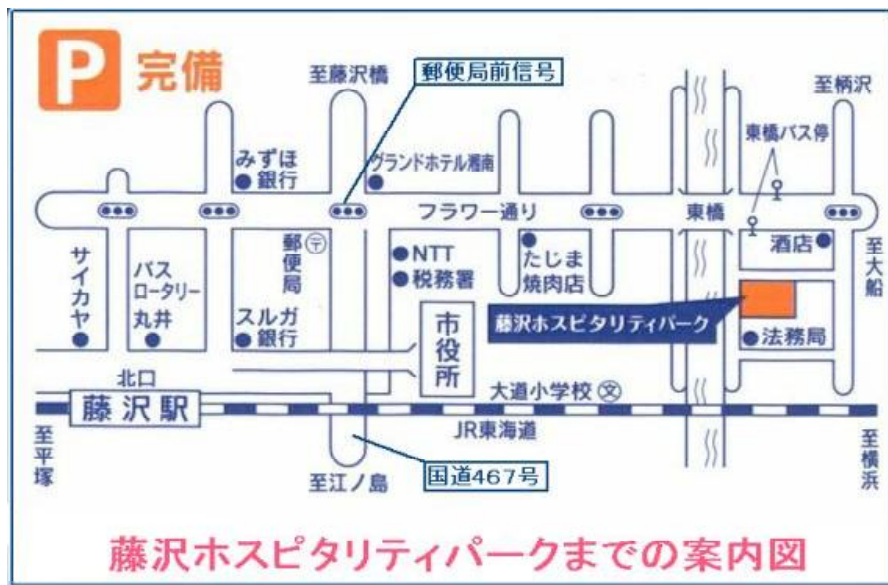 P 完備
至藤沢橋
郵便局前信号
至柄沢
東橋バス停
みずほ
銀行
グランドホテル湘南
フラワー通り
東橋
サイカヤ
バス
ロータリー
丸井
郵便局
〒
スルガ
銀行
NTT
税務署
市役所
たじま
焼肉店
酒店
至大船
藤沢ホスピタリティパーク
法務局
北口
藤沢駅
大道小学校 文
JR東海道
至平塚
至江ノ島
国道467号
至横浜
藤沢ホスピタリティパークまでの案内図